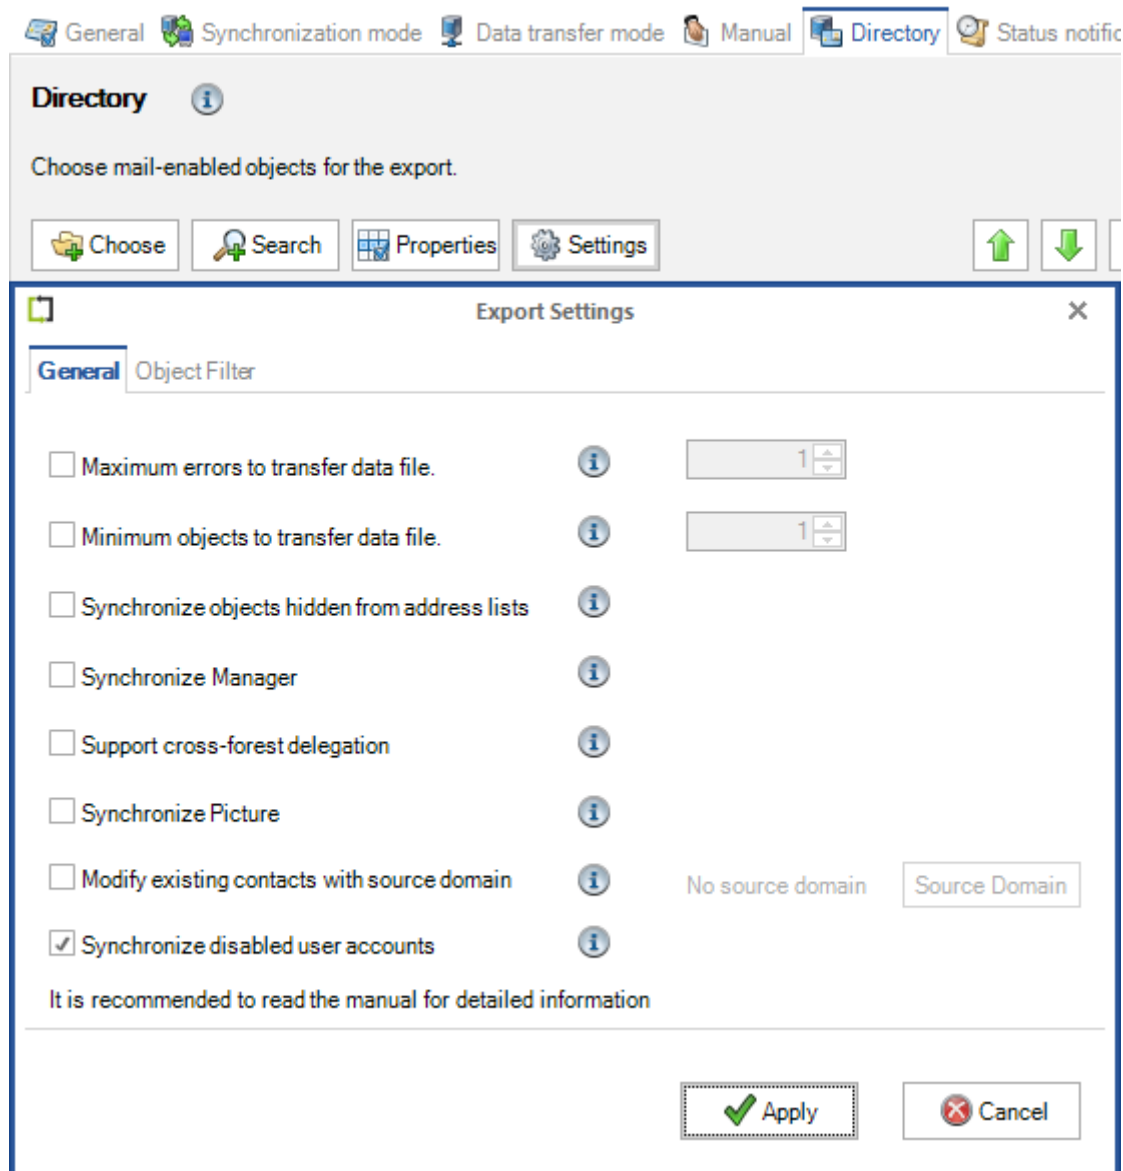 General Synchronization mode Data transfer mode Manual Directory Status notific
Directory
Choose mail-enabled objects for the export.
Choose Search Properties Settings
Export Settings
General Object Filter
Maximum errors to transfer data file. 1
Minimum objects to transfer data file. 1
Synchronize objects hidden from address lists
Synchronize Manager
Support cross-forest delegation
Synchronize Picture
Modify existing contacts with source domain No source domain Source Domain
Synchronize disabled user accounts
It is recommended to read the manual for detailed information
Apply Cancel